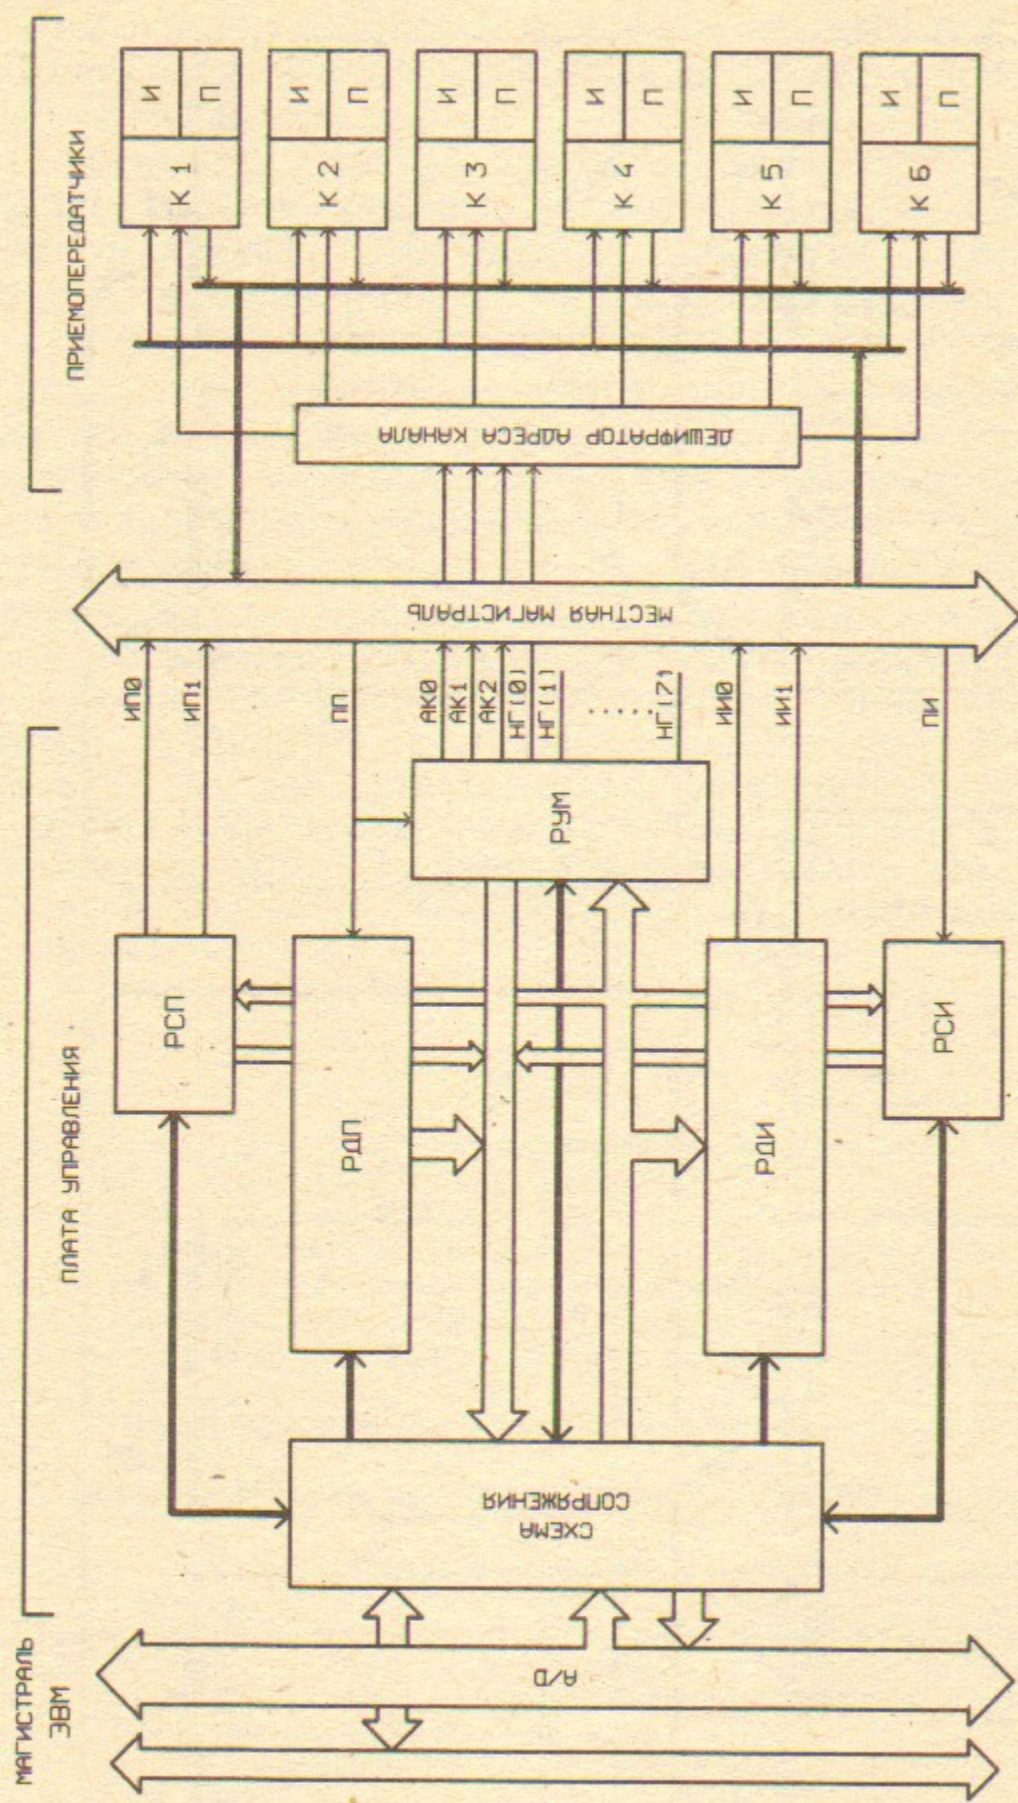 МАГИСТРАЛЬ
ЭВМ
ПЛАТА УПРАВЛЕНИЯ
ПРИЕМОПЕРЕДАТЧИКИ
A/D
СХЕМА
СОПРЯЖЕНИЯ
РСП
РДП
РУМ
РДИ
РСИ
ИП0
ИП1
ПП
АК0
АК1
АК2
НГ(0)
НГ(1)
.....
НГ(7)
ИИ0
ИИ1
ПИ
МЕСТНАЯ МАГИСТРАЛЬ
ДЕШИФРАТОР АДРЕСА КАНАЛА
К 1
И
П
К 2
И
П
К 3
И
П
К 4
И
П
К 5
И
П
К 6
И
П